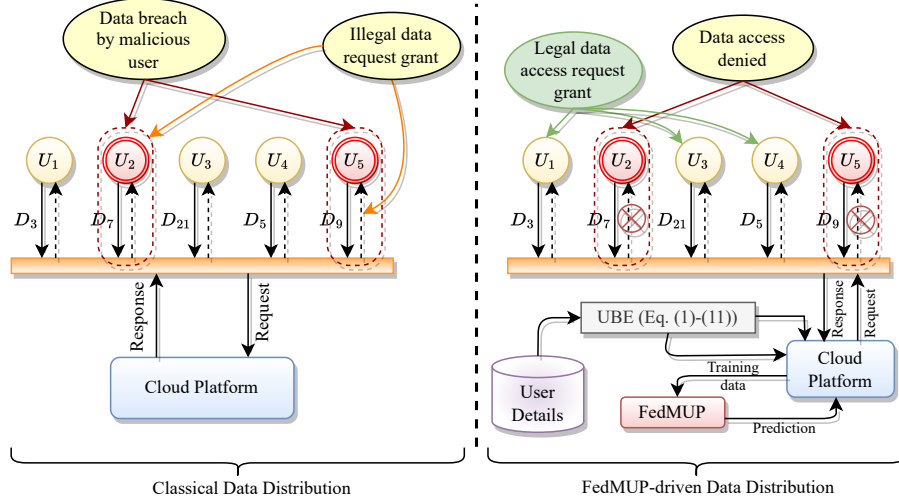 Data breach
by malicious
user
Illegal data
request grant
U1
U2
U3
U4
U5
D3
D7
D21
D5
D9
Response
Request
Cloud Platform
Classical Data Distribution
Legal data
access request
grant
Data access
denied
U1
U2
U3
U4
U5
D3
D7
D21
D5
D9
Response
Request
UBE (Eq. (1)-(11))
Cloud
Platform
Training
data
User
Details
FedMUP
Prediction
FedMUP-driven Data Distribution